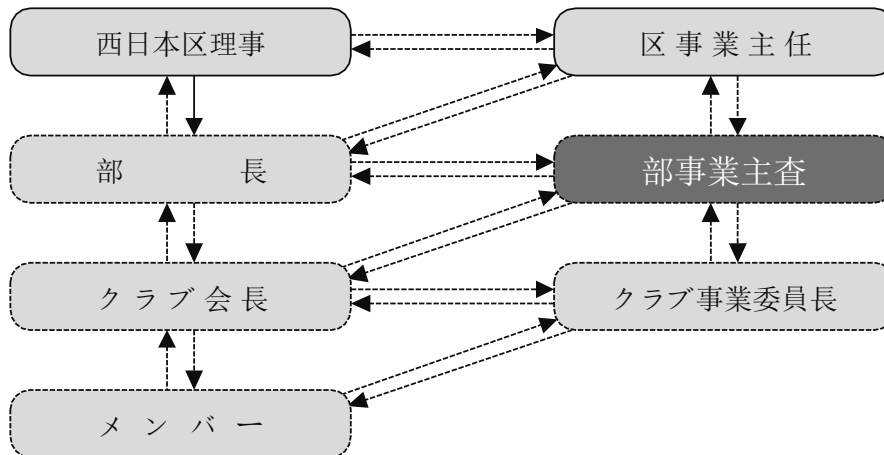 西日本区理事
区事業主任
部長
部事業主査
クラブ会長
クラブ事業委員長
メンバー